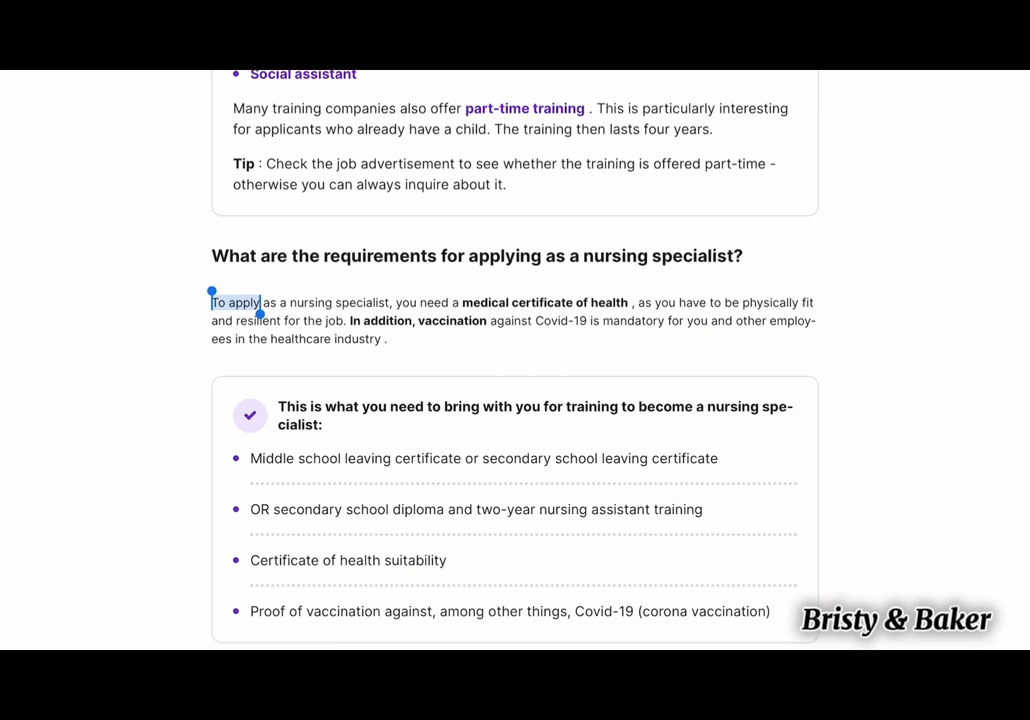 Social assistant
Many training companies also offer part-time training . This is particularly interesting
for applicants who already have a child. The training then lasts four years.
Tip : Check the job advertisement to see whether the training is offered part-time -
otherwise you can always inquire about it.
What are the requirements for applying as a nursing specialist?
To apply as a nursing specialist, you need a medical certificate of health , as you have to be physically fit
and resilient for the job. In addition, vaccination against Covid-19 is mandatory for you and other employ-
ees in the healthcare industry .
This is what you need to bring with you for training to become a nursing spe-
cialist:
Middle school leaving certificate or secondary school leaving certificate
OR secondary school diploma and two-year nursing assistant training
Certificate of health suitability
Proof of vaccination against, among other things, Covid-19 (corona vaccination)
Bristy & Baker